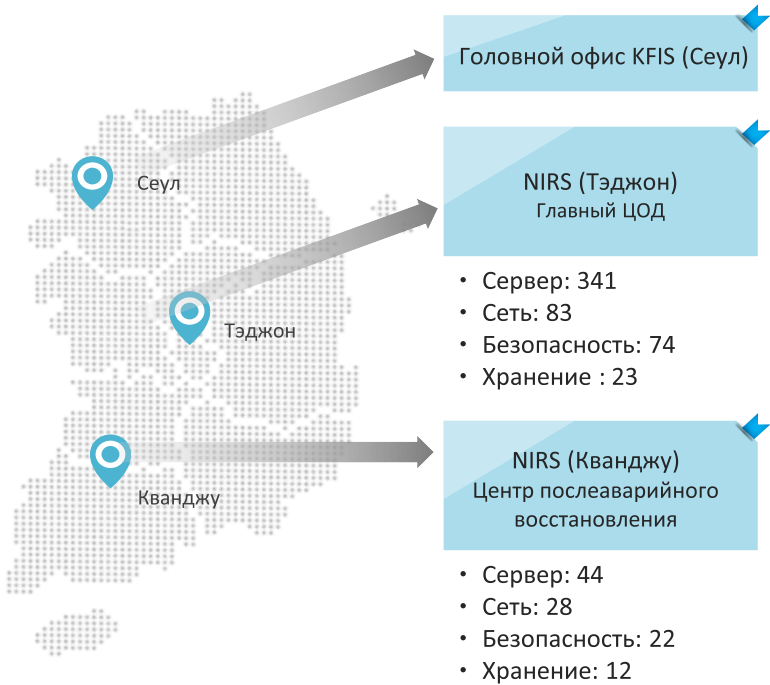 Головной офис KFIS (Сеул)
Сеул
NIRS (Тэджон)
Главный ЦОД
• Сервер: 341
• Сеть: 83
• Безопасность: 74
• Хранение : 23
Тэджон
NIRS (Кванджу)
Центр послеаварийного
восстановления
Кванджу
• Сервер: 44
• Сеть: 28
• Безопасность: 22
• Хранение: 12